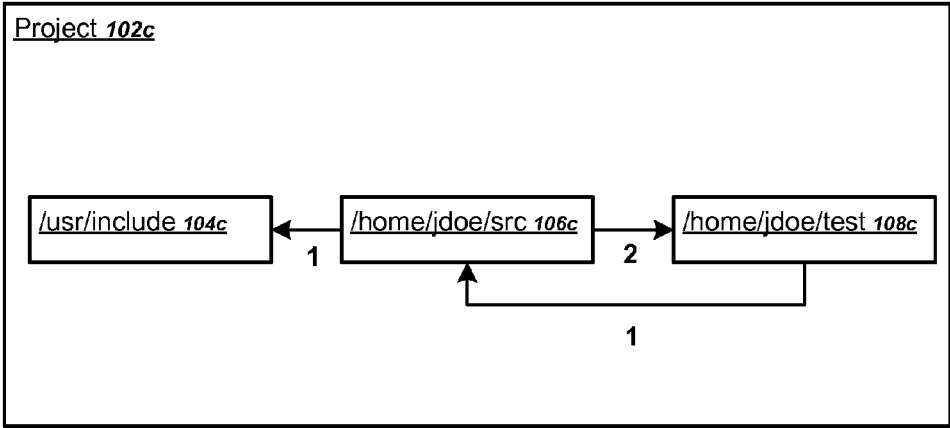 Project 102c
/usr/include 104c
/home/jdoe/src 106c
/home/jdoe/test 108c
1
2
1